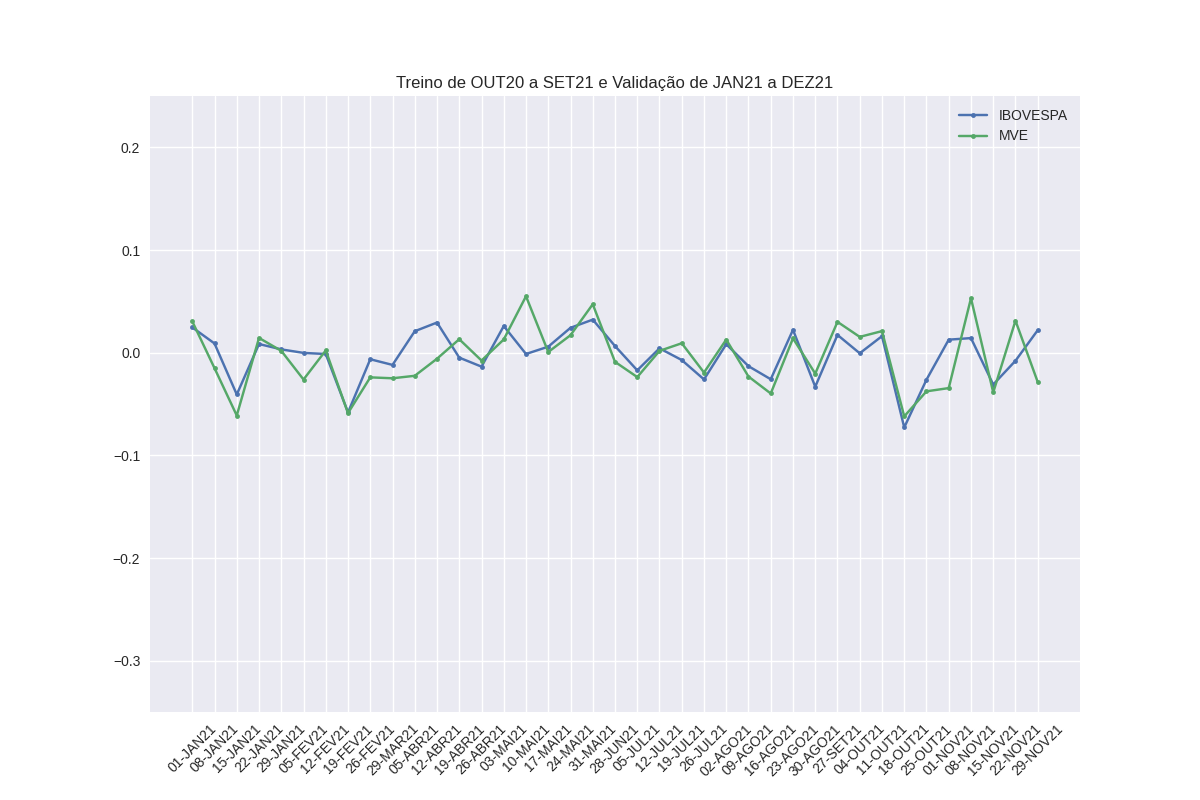 Treino de OUT20 a SET21 e Validação de JAN21 a DEZ21
IBOVESPA
MVE
0.2
0.1
0.0
−0.1
−0.2
−0.3
01-JAN21
08-JAN21
15-JAN21
22-JAN21
29-JAN21
05-FEV21
12-FEV21
19-FEV21
26-FEV21
29-MAR21
05-ABR21
12-ABR21
19-ABR21
26-ABR21
03-MAI21
10-MAI21
17-MAI21
24-MAI21
31-MAI21
28-JUN21
05-JUL21
12-JUL21
19-JUL21
26-JUL21
02-AGO21
09-AGO21
16-AGO21
23-AGO21
30-AGO21
27-SET21
04-OUT21
11-OUT21
18-OUT21
25-OUT21
01-NOV21
08-NOV21
15-NOV21
22-NOV21
29-NOV21